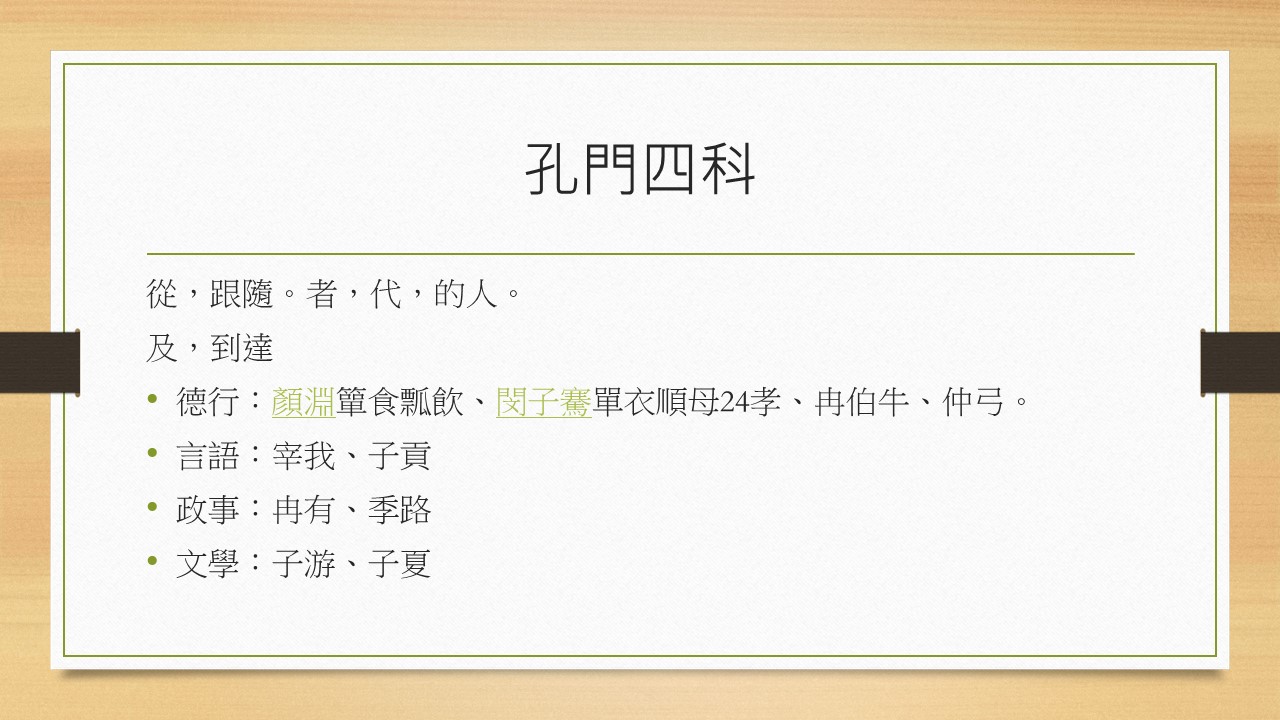 孔門四科
從，跟隨。者，代，的人。
及，到達
• 德行：顏淵簞食瓢飲、閔子騫單衣順母24孝、冉伯牛、仲弓。
• 言語：宰我、子貢
• 政事：冉有、季路
• 文學：子游、子夏